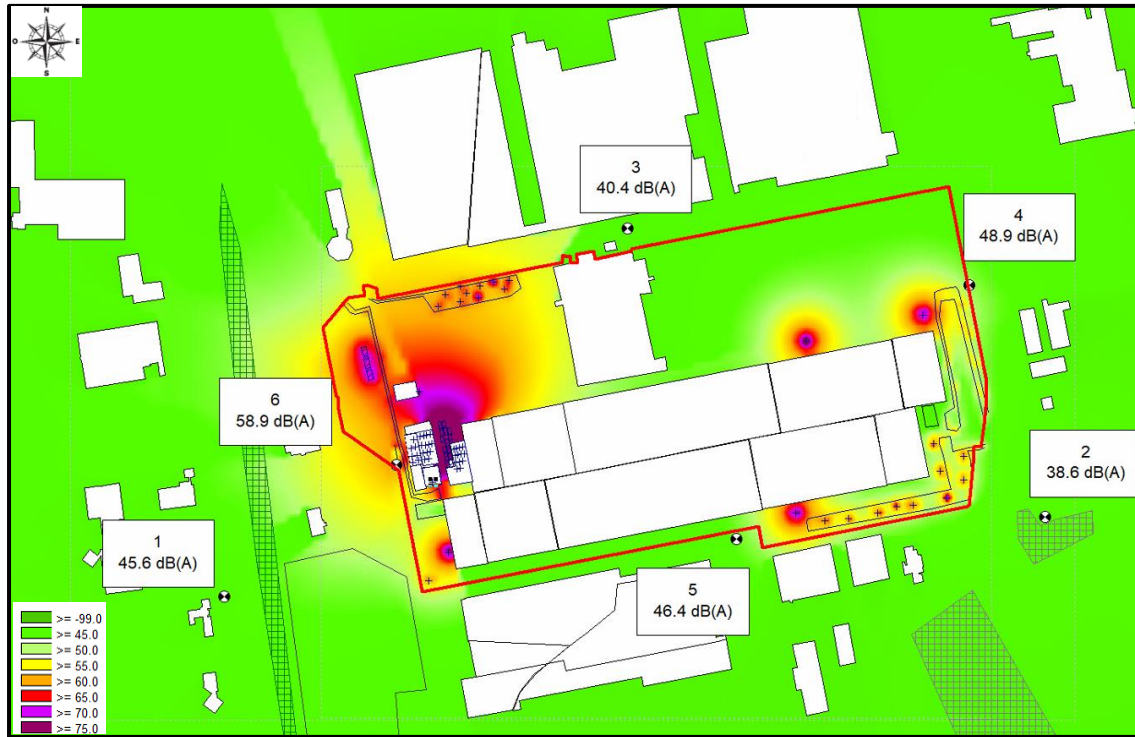 N
O E
S
3
40.4 dB(A)
4
48.9 dB(A)
6
58.9 dB(A)
2
38.6 dB(A)
1
45.6 dB(A)
5
46.4 dB(A)
>= -99.0
>= 45.0
>= 50.0
>= 55.0
>= 60.0
>= 65.0
>= 70.0
>= 75.0